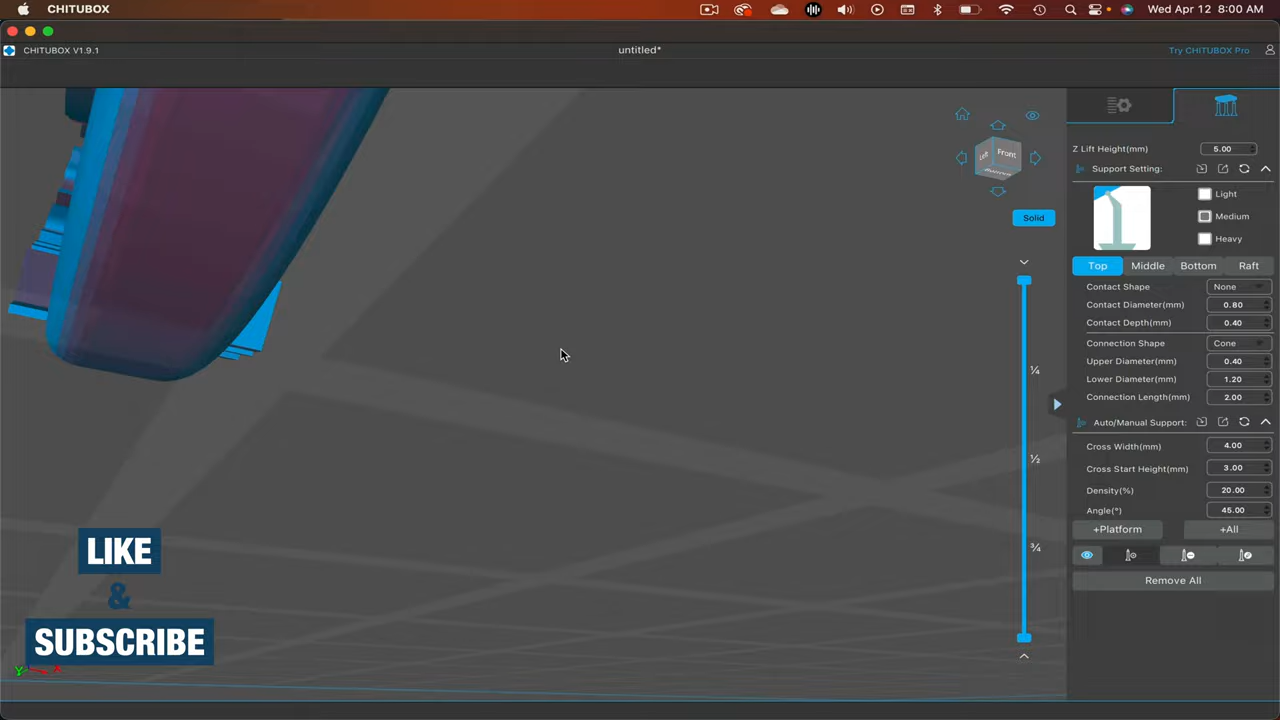 CHITUBOX
Wed Apr 12 8:00 AM
CHITUBOX V1.9.1
untitled*
Try CHITUBOX Pro
Left
Front
Bottom
Solid
¼
½
¾
Z Lift Height(mm) 5.00
Support Setting:
Light
Medium
Heavy
Top Middle Bottom Raft
Contact Shape None
Contact Diameter(mm) 0.80
Contact Depth(mm) 0.40
Connection Shape Cone
Upper Diameter(mm) 0.40
Lower Diameter(mm) 1.20
Connection Length(mm) 2.00
Auto/Manual Support:
Cross Width(mm) 4.00
Cross Start Height(mm) 3.00
Density(%) 20.00
Angle(°) 45.00
+Platform +All
Remove All
LIKE
&
SUBSCRIBE
Y X